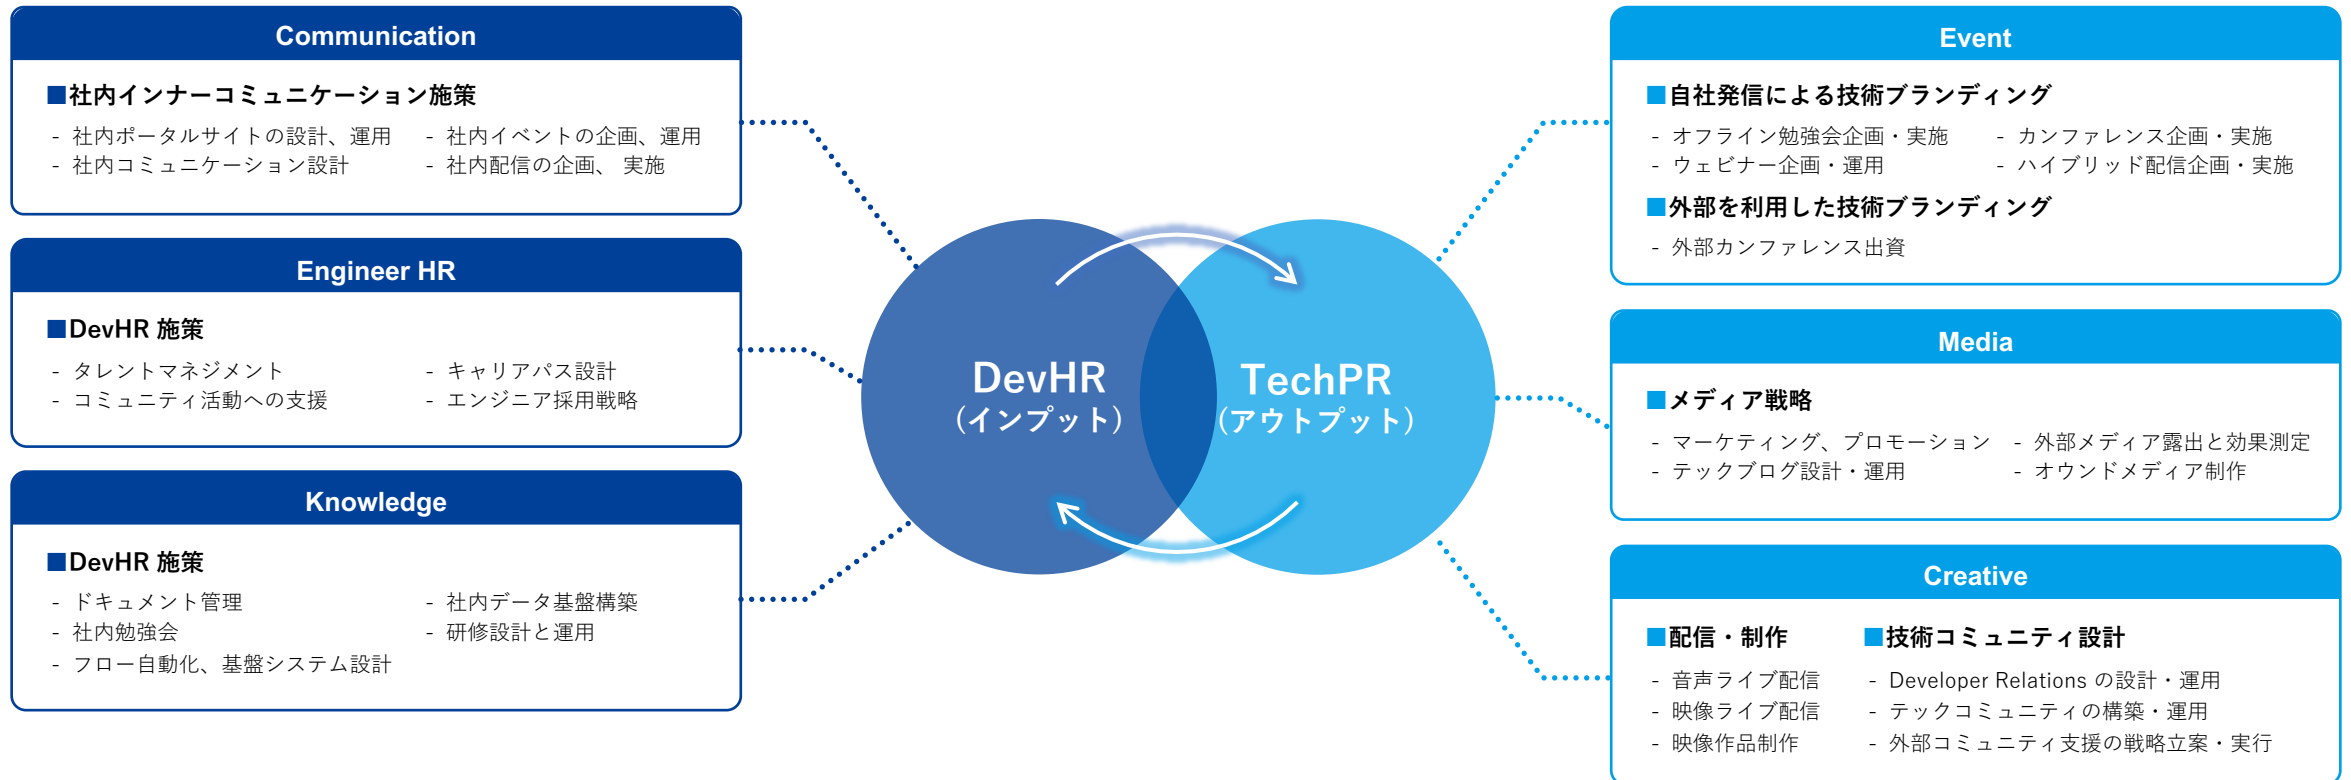 Communication
■社内インナーコミュニケーション施策
- 社内ポータルサイトの設計、運用 - 社内イベントの企画、運用
- 社内コミュニケーション設計 - 社内配信の企画、 実施
Engineer HR
■DevHR 施策
- タレントマネジメント - キャリアパス設計
- コミュニティ活動への支援 - エンジニア採用戦略
Knowledge
■DevHR 施策
- ドキュメント管理 - 社内データ基盤構築
- 社内勉強会 - 研修設計と運用
- フロー自動化、基盤システム設計
DevHR
(インプット)
TechPR
(アウトプット)
Event
■自社発信による技術ブランディング
- オフライン勉強会企画・実施 - カンファレンス企画・実施
- ウェビナー企画・運用 - ハイブリッド配信企画・実施
■外部を利用した技術ブランディング
- 外部カンファレンス出資
Media
■メディア戦略
- マーケティング、プロモーション - 外部メディア露出と効果測定
- テックブログ設計・運用 - オウンドメディア制作
Creative
■配信・制作 ■技術コミュニティ設計
- 音声ライブ配信 - Developer Relations の設計・運用
- 映像ライブ配信 - テックコミュニティの構築・運用
- 映像作品制作 - 外部コミュニティ支援の戦略立案・実行